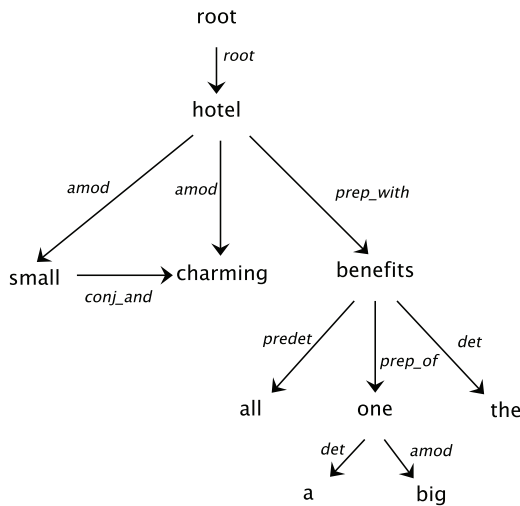 root
root
hotel
amod amod prep_with
small charming benefits
conj_and
predet prep_of det
all one the
det amod
a big